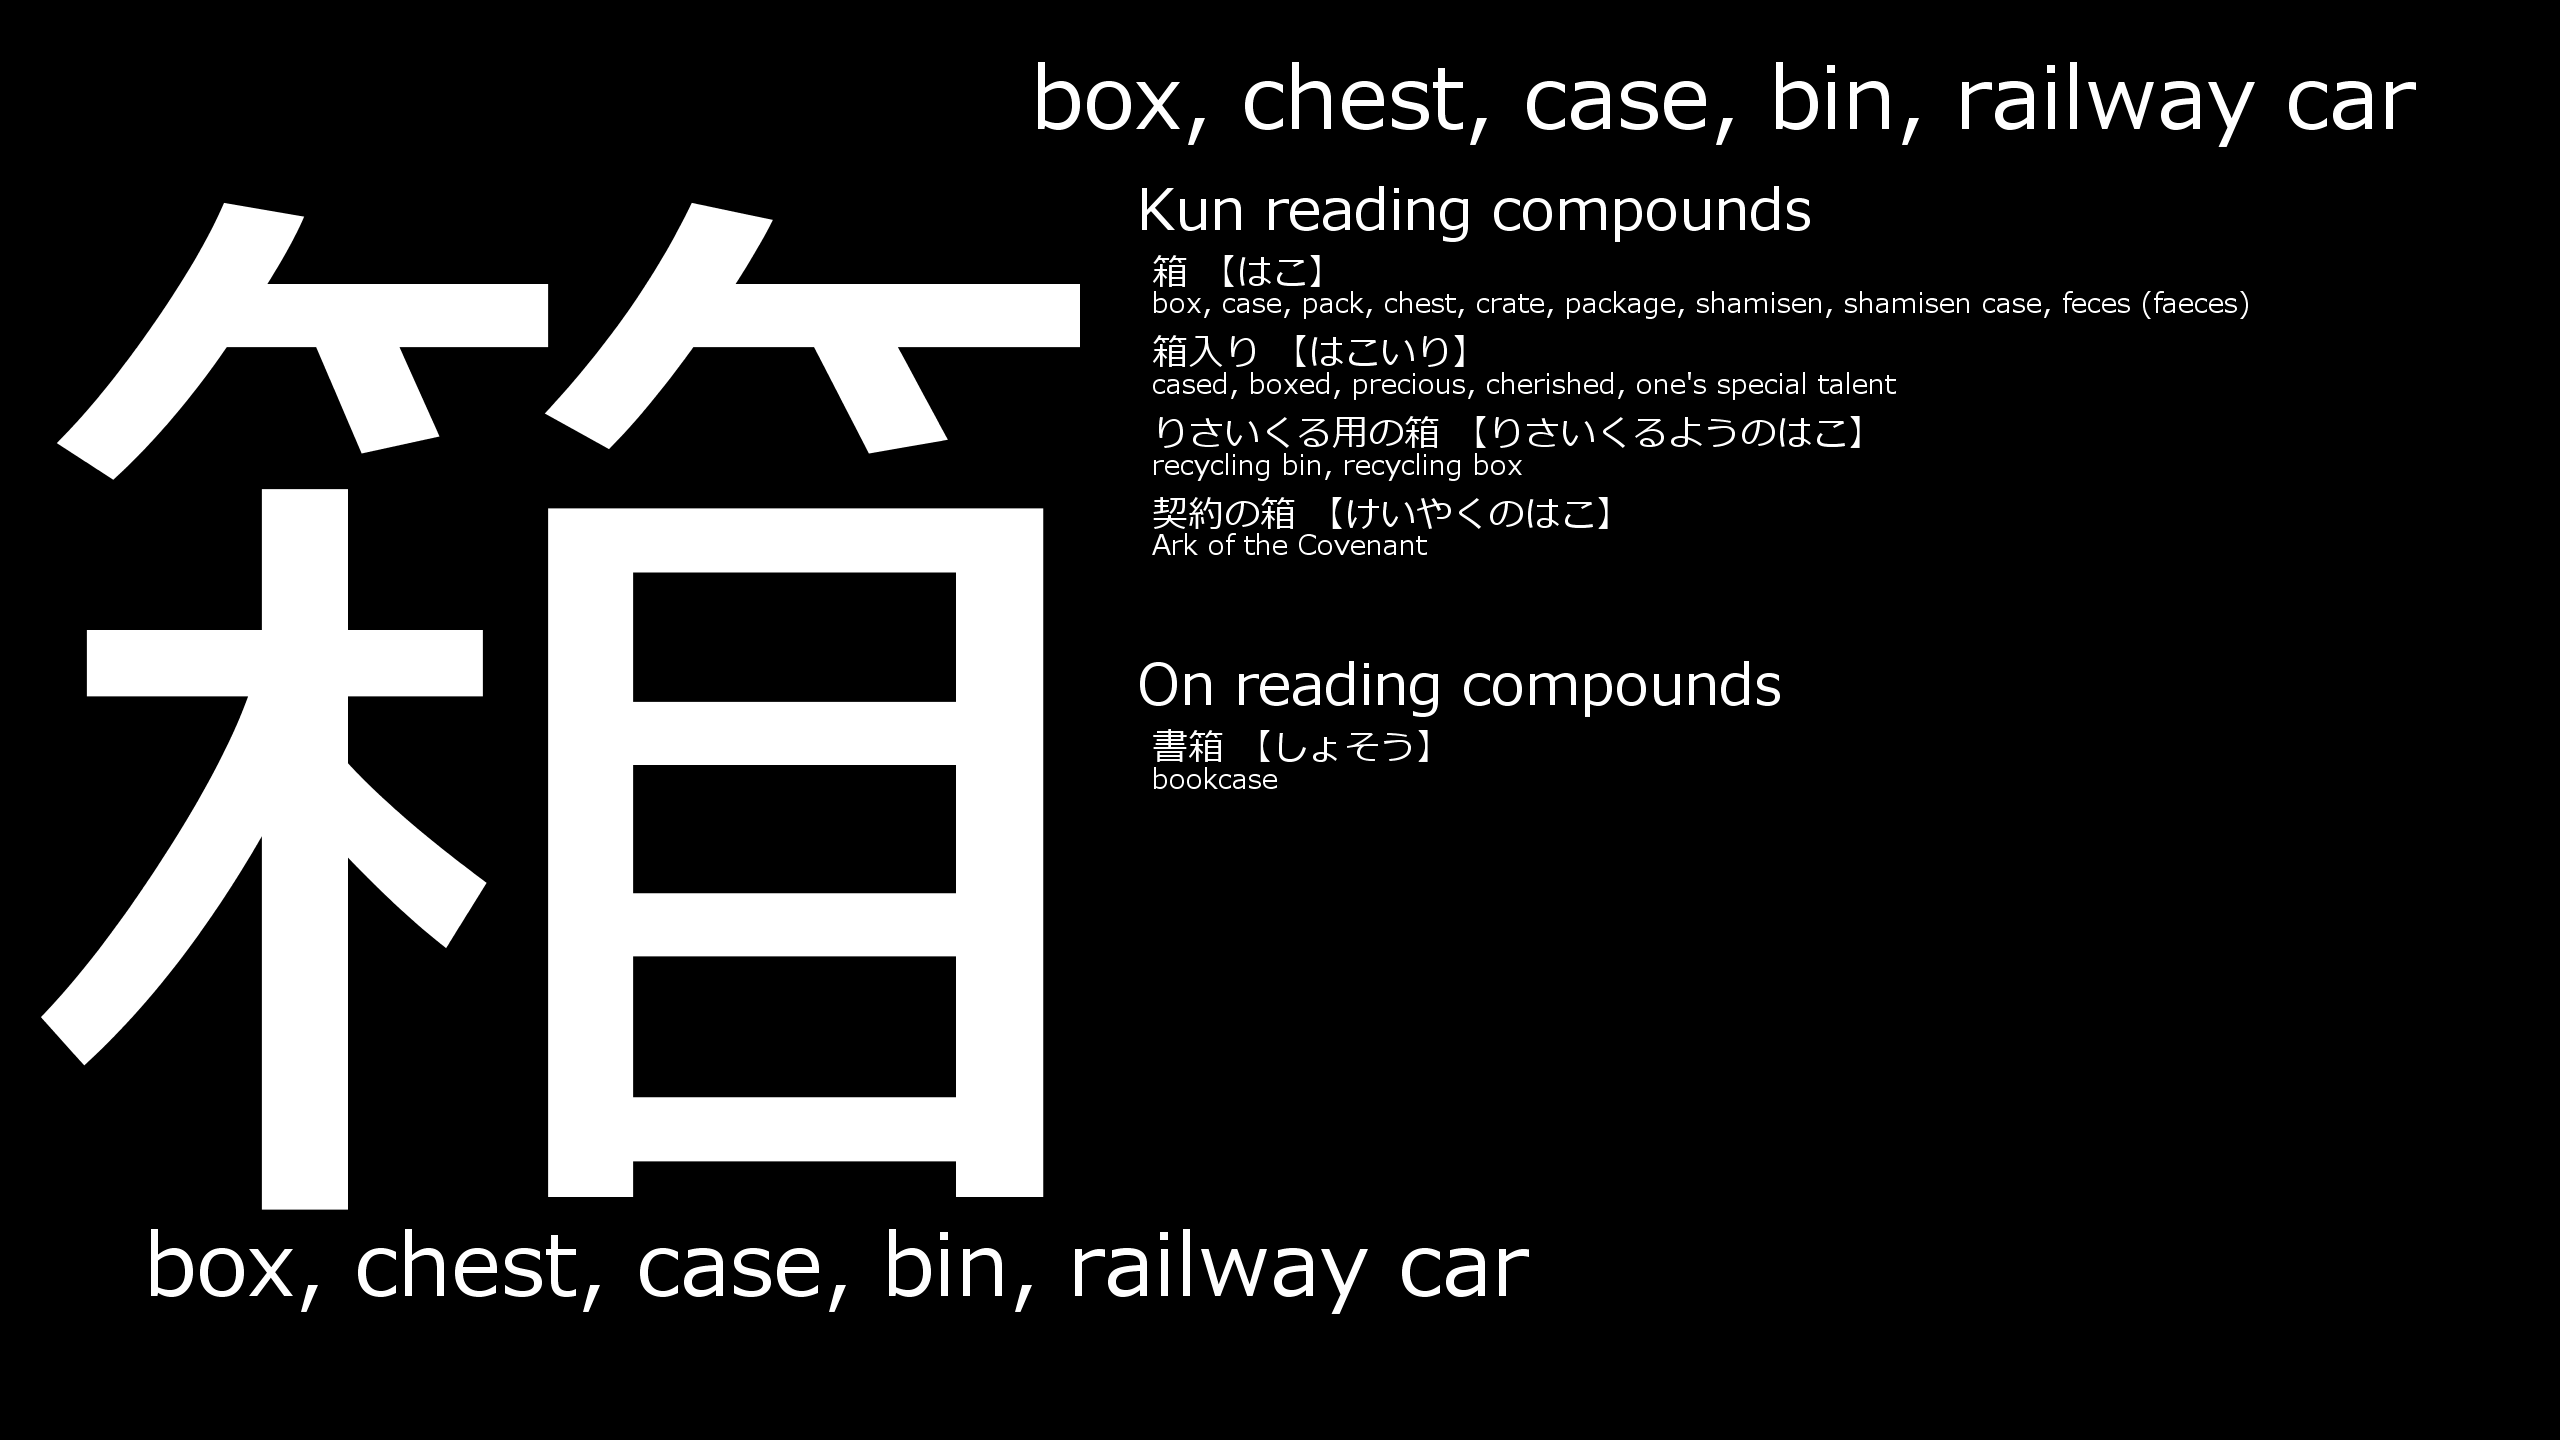 box, chest, case, bin, railway car
箱
Kun reading compounds
箱 【はこ】
box, case, pack, chest, crate, package, shamisen, shamisen case, feces (faeces)
箱入り 【はこいり】
cased, boxed, precious, cherished, one's special talent
りさいくる用の箱 【りさいくるようのはこ】
recycling bin, recycling box
契約の箱 【けいやくのはこ】
Ark of the Covenant
On reading compounds
書箱 【しょそう】
bookcase
box, chest, case, bin, railway car